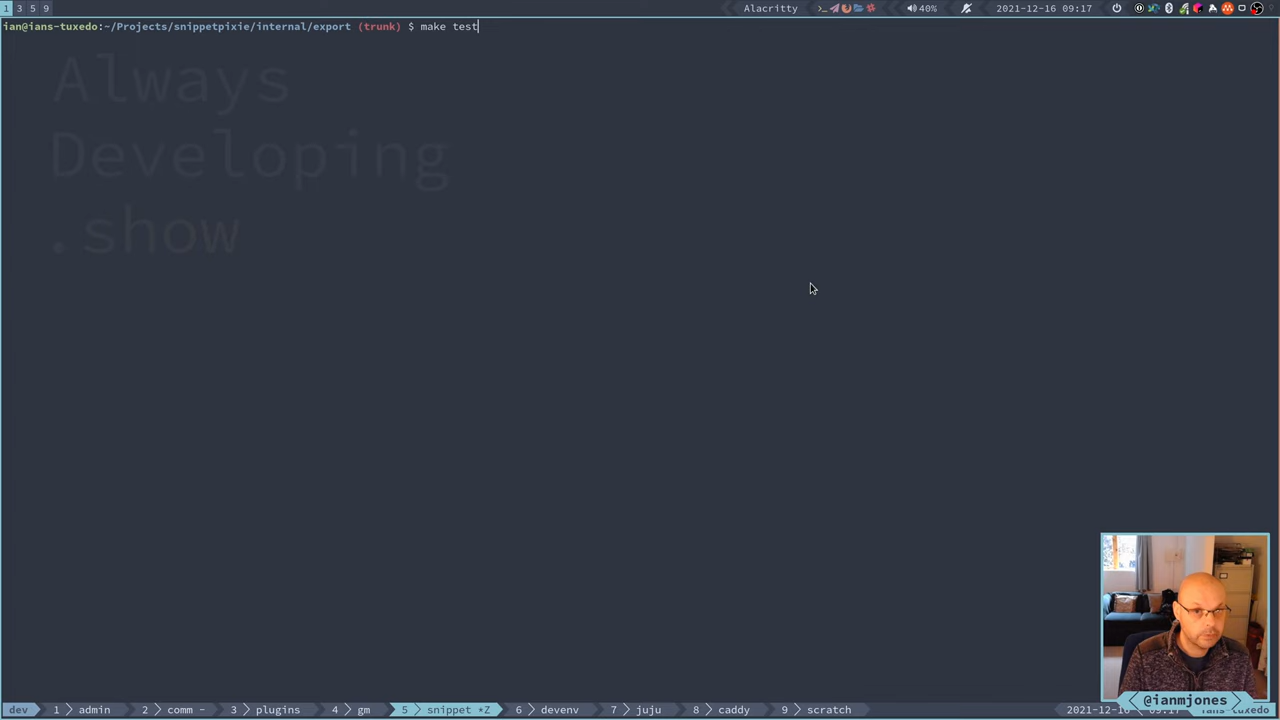 1 3 5 9
Alacritty
40%
2021-12-16 09:17
ian@ians-tuxedo:~/Projects/snippetpixie/internal/export (trunk) $ make test
Always
Developing
.show
@ianmjones
dev 1 admin 2 comm - 3 plugins 4 gm 5 snippet *Z 6 devenv 7 juju 8 caddy 9 scratch